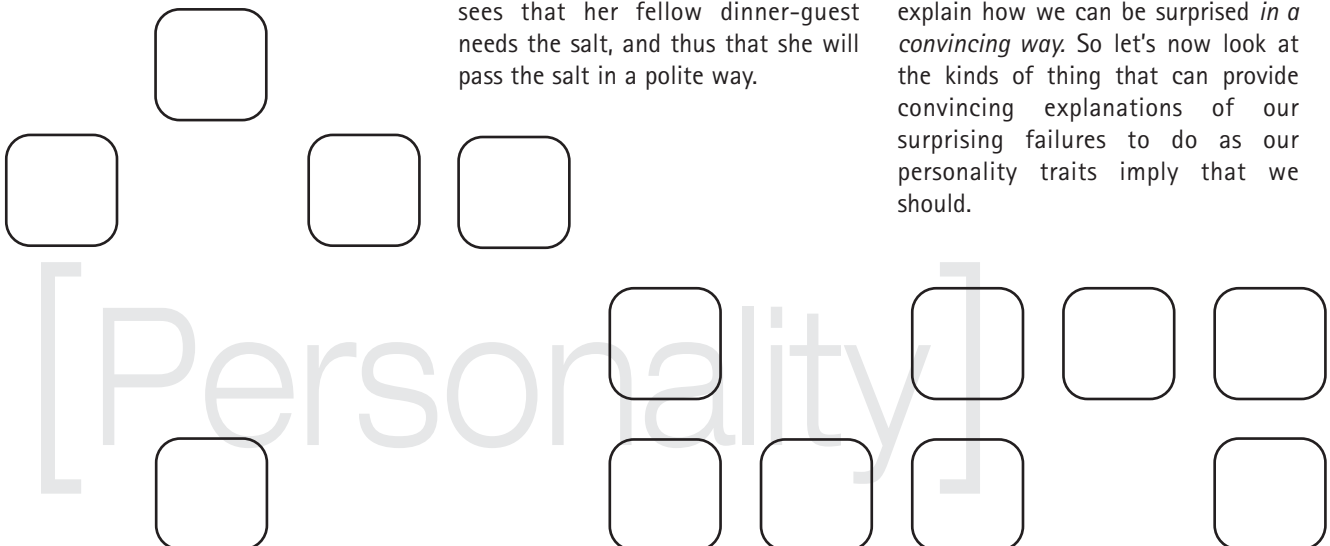 sees that her fellow dinner-guest
needs the salt, and thus that she will
pass the salt in a polite way.
explain how we can be surprised in a
convincing way. So let's now look at
the kinds of thing that can provide
convincing explanations of our
surprising failures to do as our
personality traits imply that we
should.
[Personality]